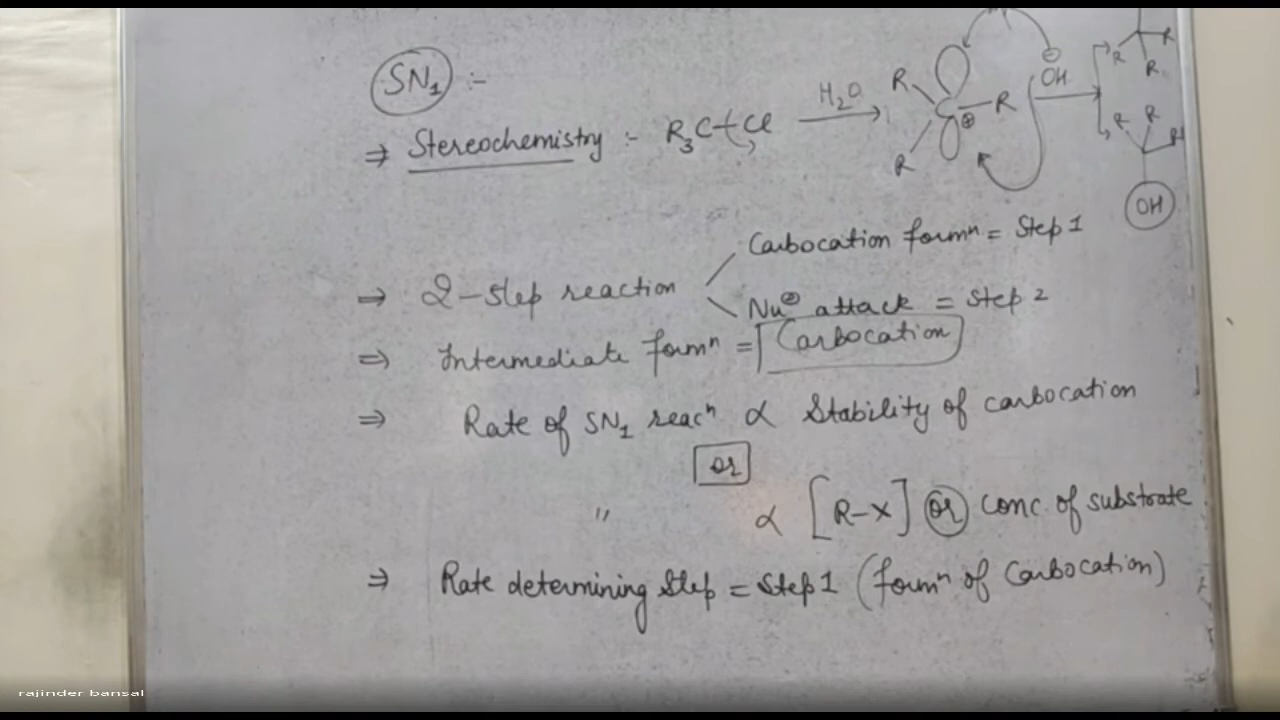 SN1 :-
⇒ Stereochemistry :- R3C-Cl H2O R R R C ⊕ ⊖ OH R R R R R OH
⇒ 2-step reaction Carbocation formⁿ = Step 1
Nu⊖ attack = Step 2
⇒ Intermediate formⁿ = Carbocation
⇒ Rate of SN1 reacⁿ ∝ Stability of carbocation
or
" ∝ [R-X] or conc. of substrate
⇒ Rate determining step = Step 1 (formⁿ of Carbocation)
rajinder bansal